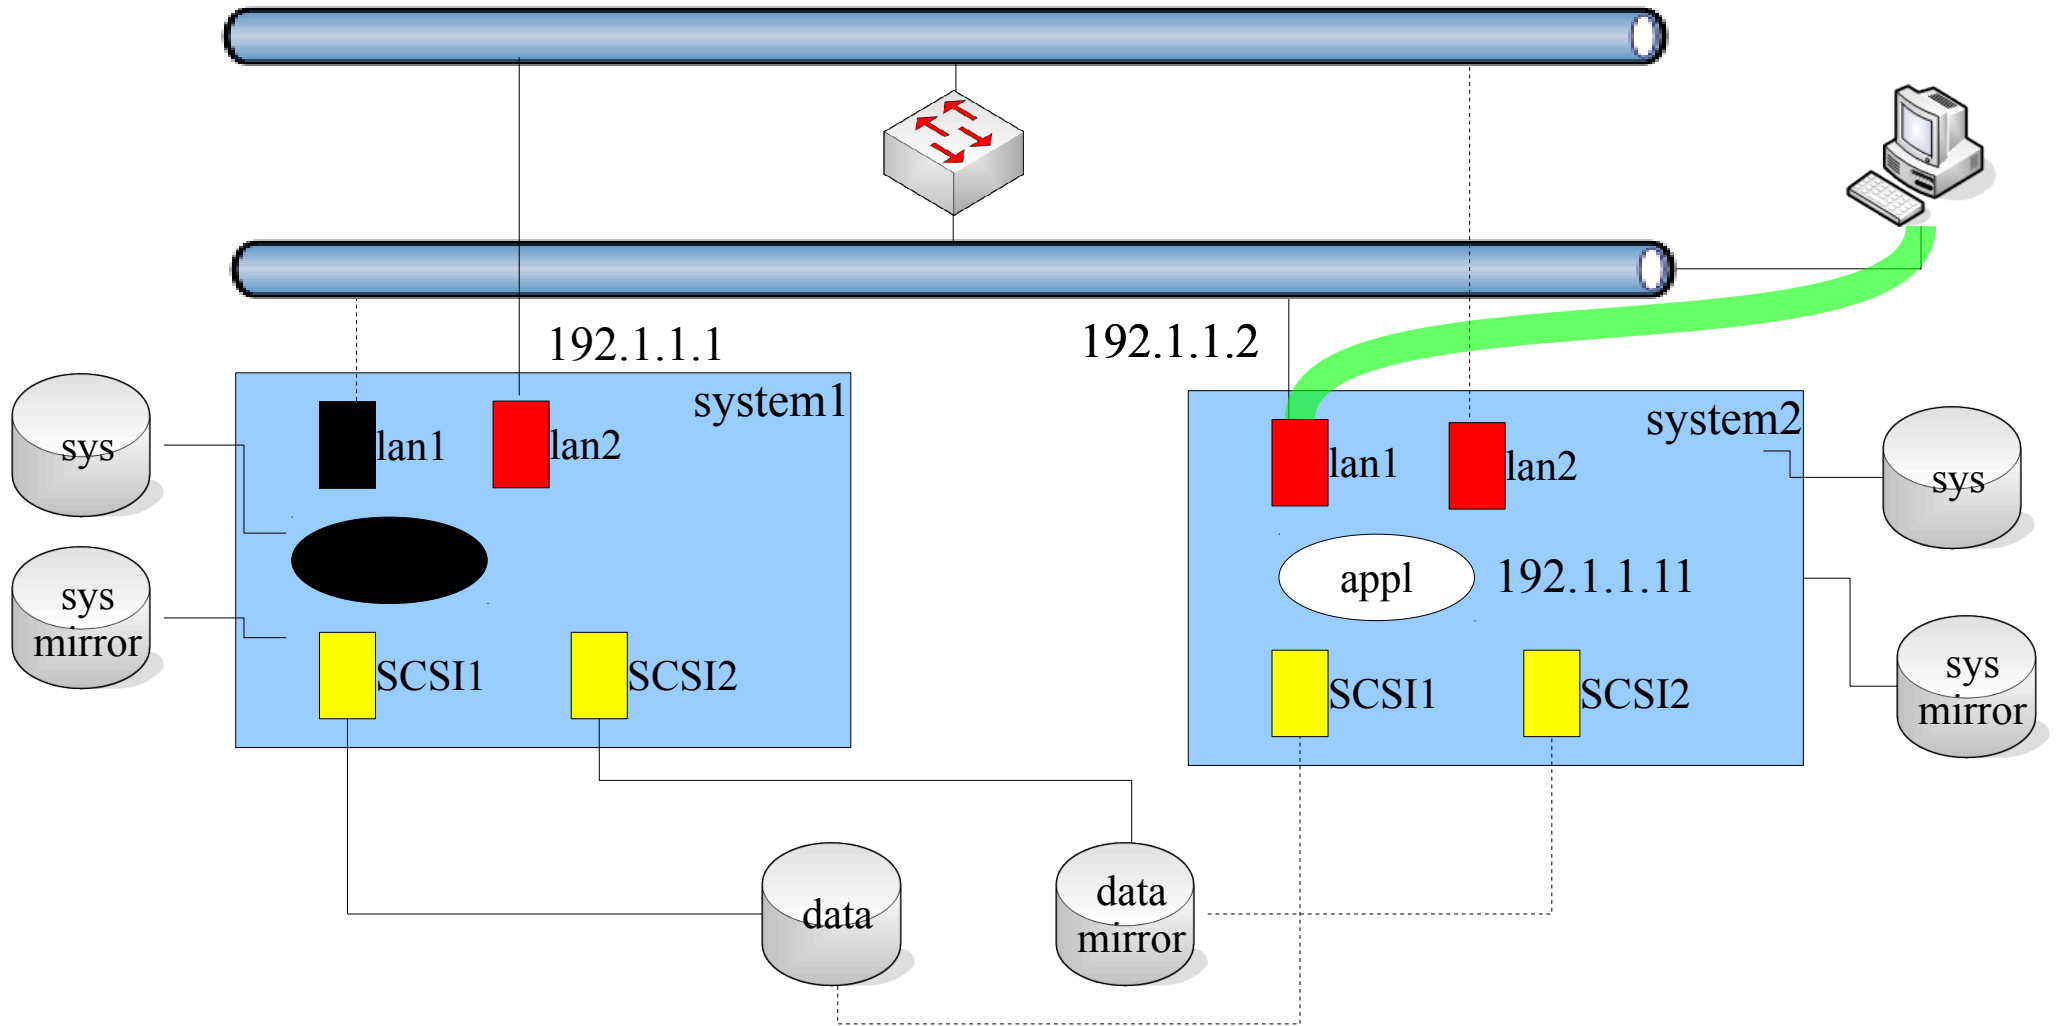 192.1.1.1
192.1.1.2
system1
system2
lan1
lan2
lan1
lan2
sys
sys
sys
mirror
appl
192.1.1.11
SCSI1
SCSI2
SCSI1
SCSI2
sys
mirror
data
data
mirror